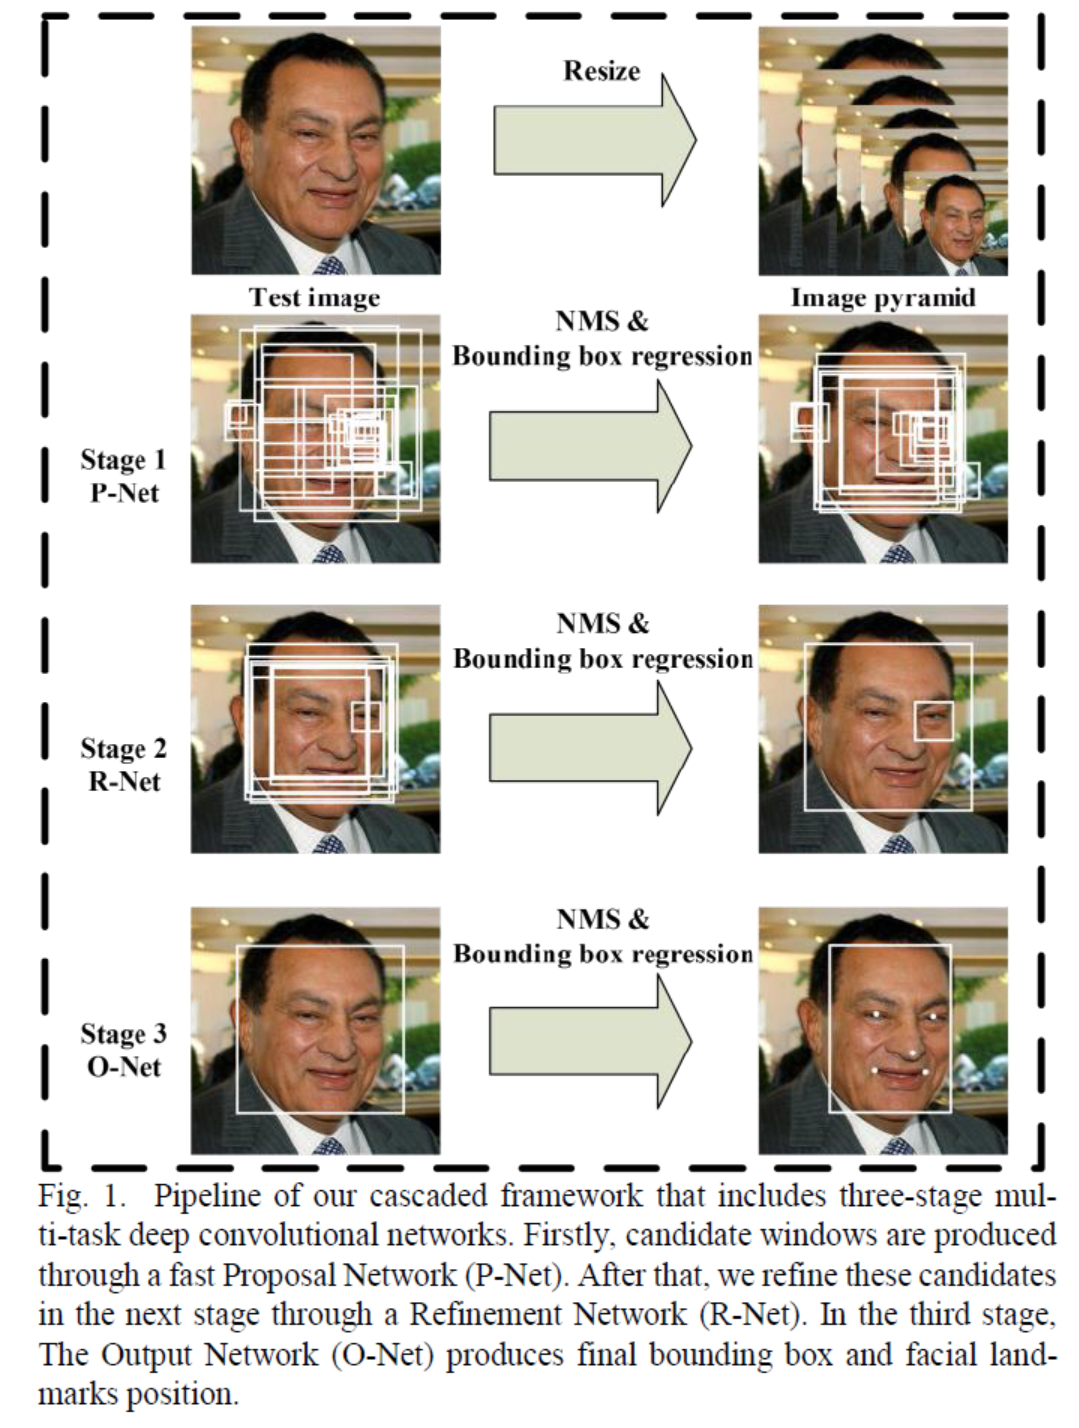 Resize
Test image
Image pyramid
NMS &
Bounding box regression
Stage 1
P-Net
NMS &
Bounding box regression
Stage 2
R-Net
NMS &
Bounding box regression
Stage 3
O-Net
Fig. 1. Pipeline of our cascaded framework that includes three-stage mul-
ti-task deep convolutional networks. Firstly, candidate windows are produced
through a fast Proposal Network (P-Net). After that, we refine these candidates
in the next stage through a Refinement Network (R-Net). In the third stage,
The Output Network (O-Net) produces final bounding box and facial land-
marks position.